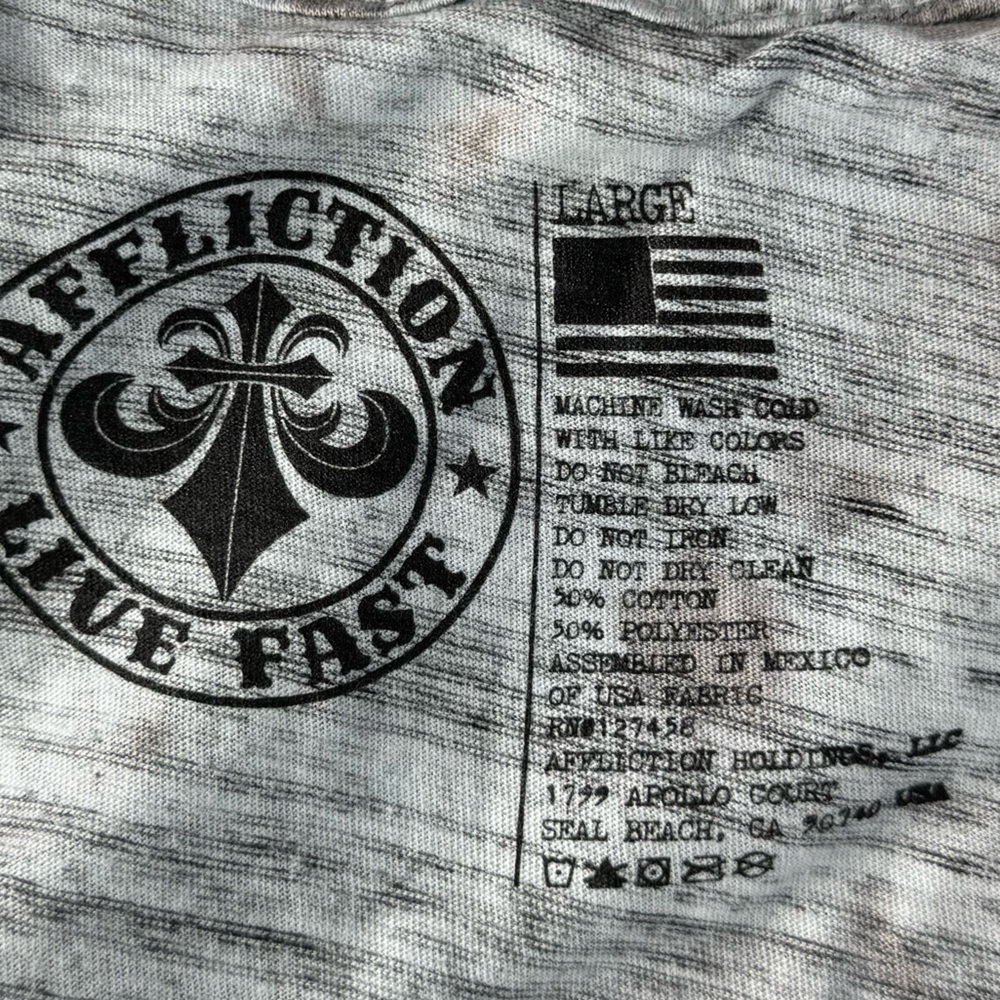 AFFLICTION
LIVE FAST
LARGE
MACHINE WASH COLD
WITH LIKE COLORS
DO NOT BLEACH
TUMBLE DRY LOW
DO NOT IRON
DO NOT DRY CLEAN
50% COTTON
50% POLYESTER
ASSEMBLED IN MEXICO
OF USA FABRIC
RN#127458
AFFLICTION HOLDINGS, LLC
1799 APOLLO COURT
SEAL BEACH, CA 90740 USA